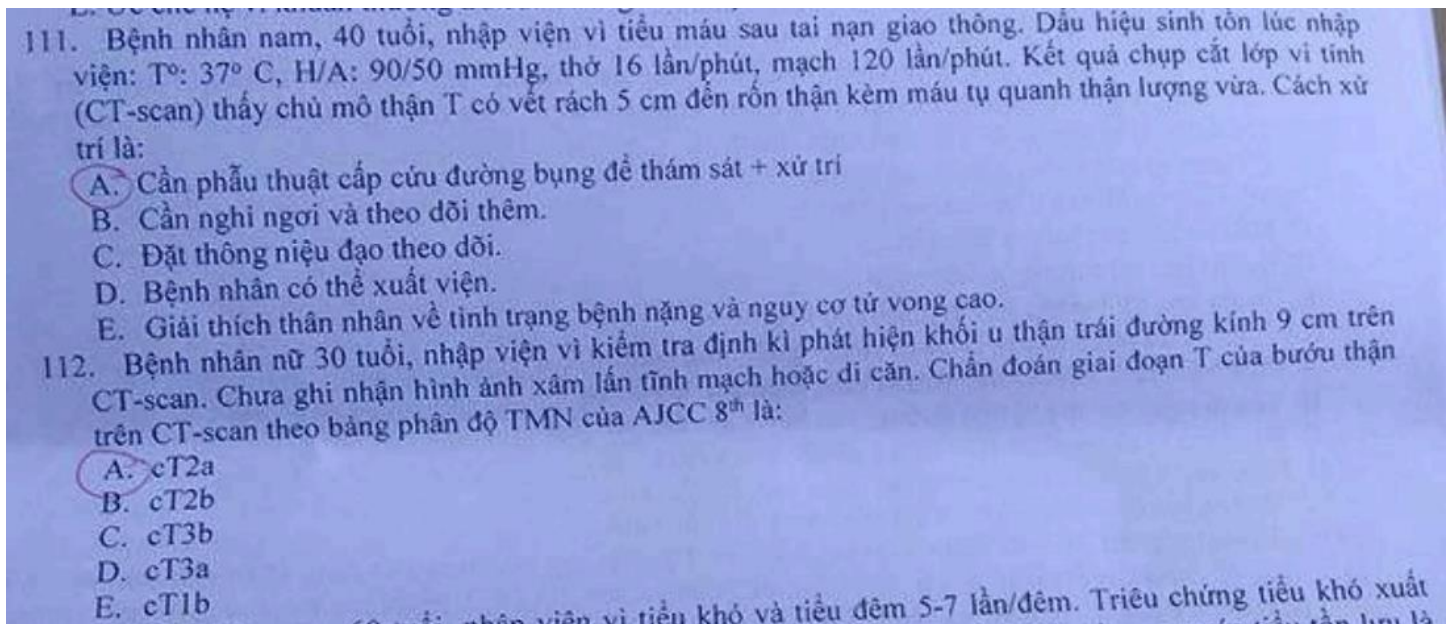 111. Bệnh nhân nam, 40 tuổi, nhập viện vì tiểu máu sau tai nạn giao thông. Dấu hiệu sinh tồn lúc nhập
viện: Tº: 37º C, H/A: 90/50 mmHg, thở 16 lần/phút, mạch 120 lần/phút. Kết quả chụp cắt lớp vi tính
(CT-scan) thấy chủ mô thận T có vết rách 5 cm đến rốn thận kèm máu tụ quanh thận lượng vừa. Cách xử
trí là:
A. Cần phẫu thuật cấp cứu đường bụng để thám sát + xử trí
B. Cần nghỉ ngơi và theo dõi thêm.
C. Đặt thông niệu đạo theo dõi.
D. Bệnh nhân có thể xuất viện.
E. Giải thích thân nhân về tình trạng bệnh nặng và nguy cơ tử vong cao.
112. Bệnh nhân nữ 30 tuổi, nhập viện vì kiểm tra định kì phát hiện khối u thận trái đường kính 9 cm trên
CT-scan. Chưa ghi nhận hình ảnh xâm lấn tĩnh mạch hoặc di căn. Chẩn đoán giai đoạn T của bướu thận
trên CT-scan theo bảng phân độ TMN của AJCC 8th là:
A. cT2a
B. cT2b
C. cT3b
D. cT3a
E. cT1b
viện vì tiểu khó và tiểu đêm 5-7 lần/đêm. Triệu chứng tiểu khó xuất